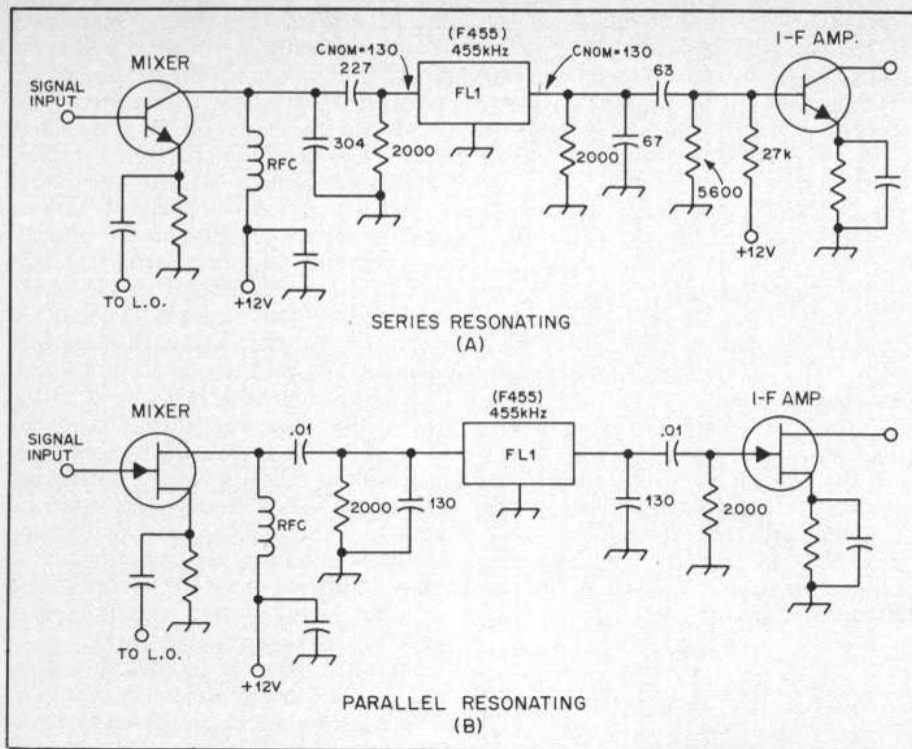 (F455)
455kHz
CNOM=130
227
CNOM=130
63
I-F AMP.
MIXER
SIGNAL
INPUT
FL1
304
2000
RFC
2000
67
5600
27k
+12V
TO L.O.
+12V
SERIES RESONATING
(A)
MIXER
(F455)
455kHz
I-F AMP
SIGNAL
INPUT
.01
FL1
.01
2000
130
RFC
130
2000
TO L.O.
+12V
PARALLEL RESONATING
(B)